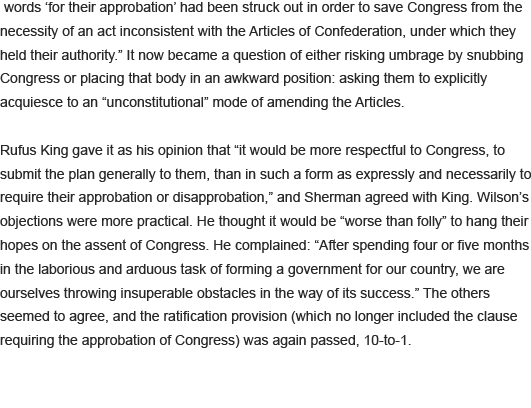 words ‘for their approbation’ had been struck out in order to save Congress from the
necessity of an act inconsistent with the Articles of Confederation, under which they
held their authority.” It now became a question of either risking umbrage by snubbing
Congress or placing that body in an awkward position: asking them to explicitly
acquiesce to an “unconstitutional” mode of amending the Articles.
Rufus King gave it as his opinion that “it would be more respectful to Congress, to
submit the plan generally to them, than in such a form as expressly and necessarily to
require their approbation or disapprobation,” and Sherman agreed with King. Wilson’s
objections were more practical. He thought it would be “worse than folly” to hang their
hopes on the assent of Congress. He complained: “After spending four or five months
in the laborious and arduous task of forming a government for our country, we are
ourselves throwing insuperable obstacles in the way of its success.” The others
seemed to agree, and the ratification provision (which no longer included the clause
requiring the approbation of Congress) was again passed, 10-to-1.